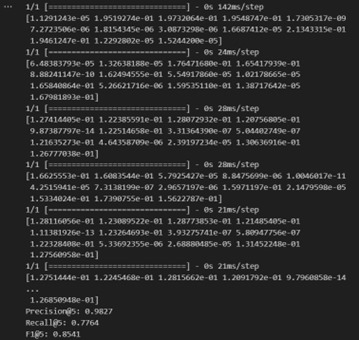 1/1 [==============================] - 0s 142ms/step
[1.1291243e-05 1.9519274e-01 1.9732064e-01 1.9548747e-01 1.7305317e-09
7.2723506e-06 1.8154345e-06 3.0873298e-06 1.6687412e-05 2.1343315e-01
1.9461247e-01 1.2292802e-05 1.5244200e-05]
1/1 [==============================] - 0s 24ms/step
[6.48383793e-05 1.32638188e-05 1.76471680e-01 1.65417939e-01
8.88241147e-10 1.62494555e-01 5.54917860e-05 1.02178665e-05
1.65840864e-01 5.26621716e-06 1.59535110e-01 1.38717642e-05
1.67981893e-01]
1/1 [==============================] - 0s 28ms/step
[1.27414405e-01 1.22385591e-01 1.28072932e-01 1.20756805e-01
9.87387797e-14 1.22514658e-01 3.31364390e-07 5.04402749e-07
1.21635273e-01 4.64358709e-06 2.39197234e-05 1.30636916e-01
1.26777038e-01]
1/1 [==============================] - 0s 28ms/step
[1.6625553e-01 1.6083544e-01 5.7925427e-05 8.8475699e-06 1.0046017e-11
4.2515941e-05 7.3138199e-07 2.9657197e-06 1.5971197e-01 2.1479598e-05
1.5334024e-01 1.7390755e-01 1.5622787e-01]
1/1 [==============================] - 0s 21ms/step
[1.28116056e-01 1.23089522e-01 1.28773853e-01 1.21485405e-01
1.11381926e-13 1.23264693e-01 3.93275741e-07 5.80947756e-07
1.22328408e-01 5.33692355e-06 2.68880485e-05 1.31452248e-01
1.27560958e-01]
1/1 [==============================] - 0s 21ms/step
[1.2751444e-01 1.2245468e-01 1.2815662e-01 1.2091792e-01 9.7960858e-14
...
1.26850948e-01]
Precision@5: 0.9827
Recall@5: 0.7764
F1@5: 0.8541